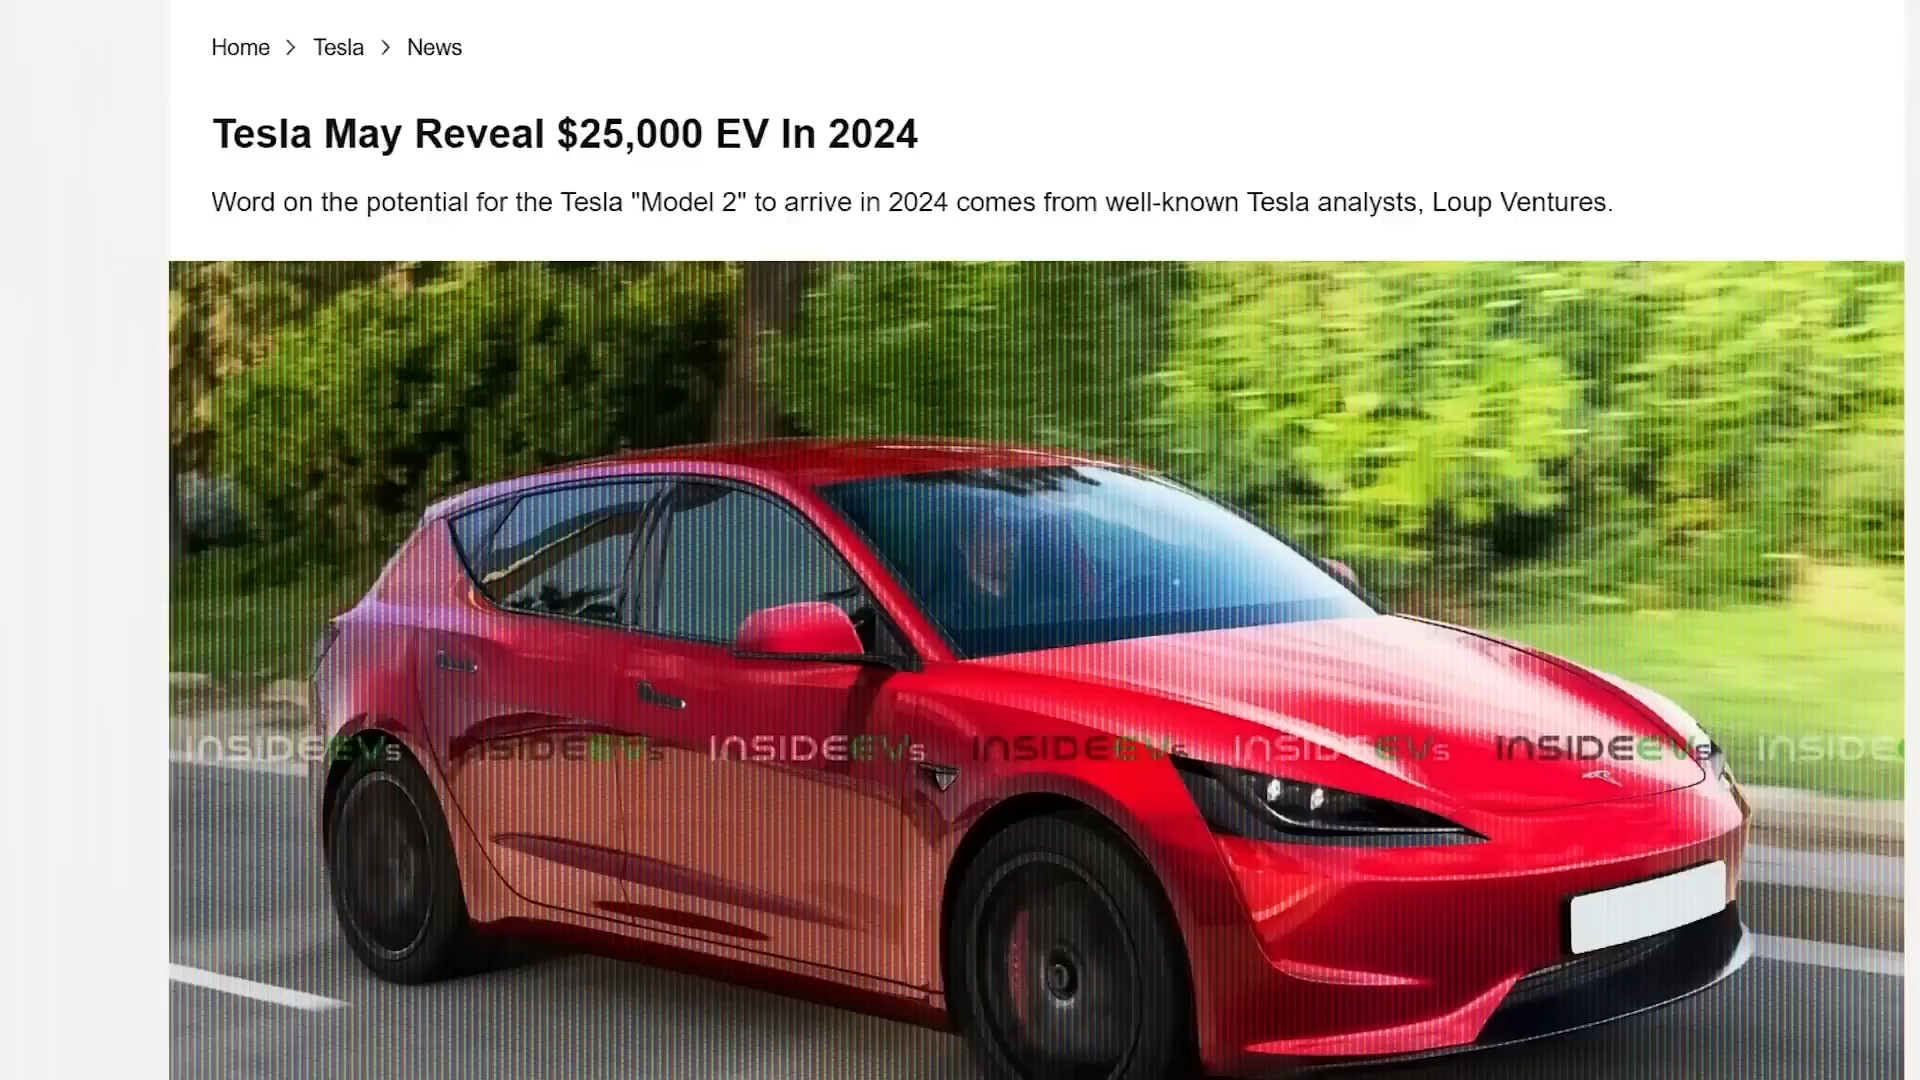 Home > Tesla > News
Tesla May Reveal $25,000 EV In 2024
Word on the potential for the Tesla "Model 2" to arrive in 2024 comes from well-known Tesla analysts, Loup Ventures.
INSIDEEVs INSIDEEVs INSIDEEVs INSIDEEVs INSIDEEVs INSIDEEVs INSIDE